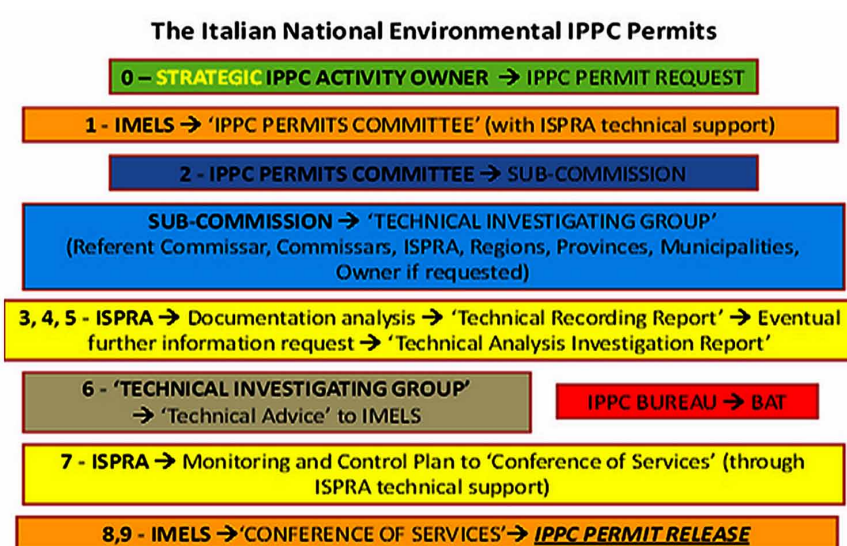 The Italian National Environmental IPPC Permits
0 – STRATEGIC IPPC ACTIVITY OWNER → IPPC PERMIT REQUEST
1 - IMELS → ‘IPPC PERMITS COMMITTEE’ (with ISPRA technical support)
2 - IPPC PERMITS COMMITTEE → SUB-COMMISSION
SUB-COMMISSION → ‘TECHNICAL INVESTIGATING GROUP’
(Referent Commissar, Commissars, ISPRA, Regions, Provinces, Municipalities,
Owner if requested)
3, 4, 5 - ISPRA → Documentation analysis → ‘Technical Recording Report’ → Eventual
further information request → ‘Technical Analysis Investigation Report’
6 - ‘TECHNICAL INVESTIGATING GROUP’
→ ‘Technical Advice’ to IMELS
IPPC BUREAU → BAT
7 - ISPRA → Monitoring and Control Plan to ‘Conference of Services’ (through
ISPRA technical support)
8,9 - IMELS →‘CONFERENCE OF SERVICES’→ IPPC PERMIT RELEASE